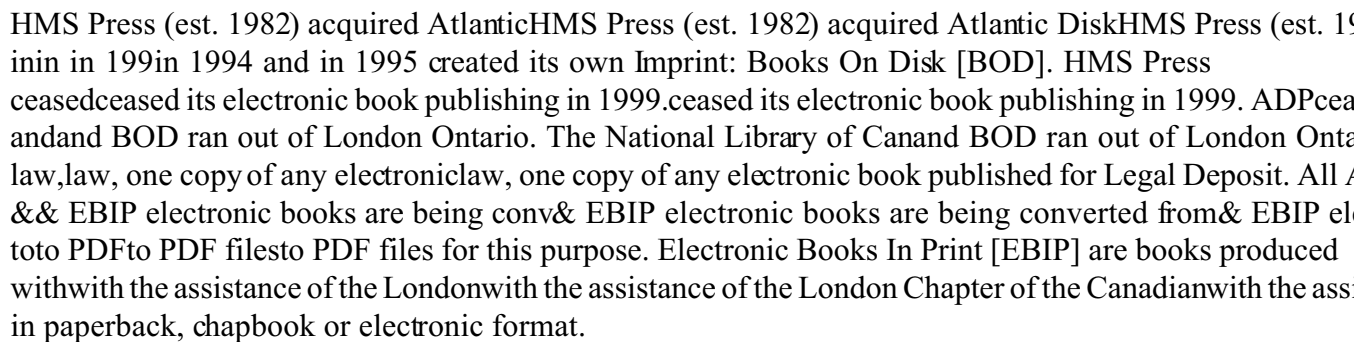 HMS Press (est. 1982) acquired AtlanticHMS Press (est. 1982) acquired Atlantic DiskHMS Press (est. 19
inin in 199in 1994 and in 1995 created its own Imprint: Books On Disk [BOD]. HMS Press
ceasedceased its electronic book publishing in 1999.ceased its electronic book publishing in 1999. ADPcea
andand BOD ran out of London Ontario. The National Library of Canand BOD ran out of London Onta
law,law, one copy of any electroniclaw, one copy of any electronic book published for Legal Deposit. All A
&& EBIP electronic books are being conv& EBIP electronic books are being converted from& EBIP ele
toto PDFto PDF filesto PDF files for this purpose. Electronic Books In Print [EBIP] are books produced
withwith the assistance of the Londonwith the assistance of the London Chapter of the Canadianwith the assi
in paperback, chapbook or electronic format.